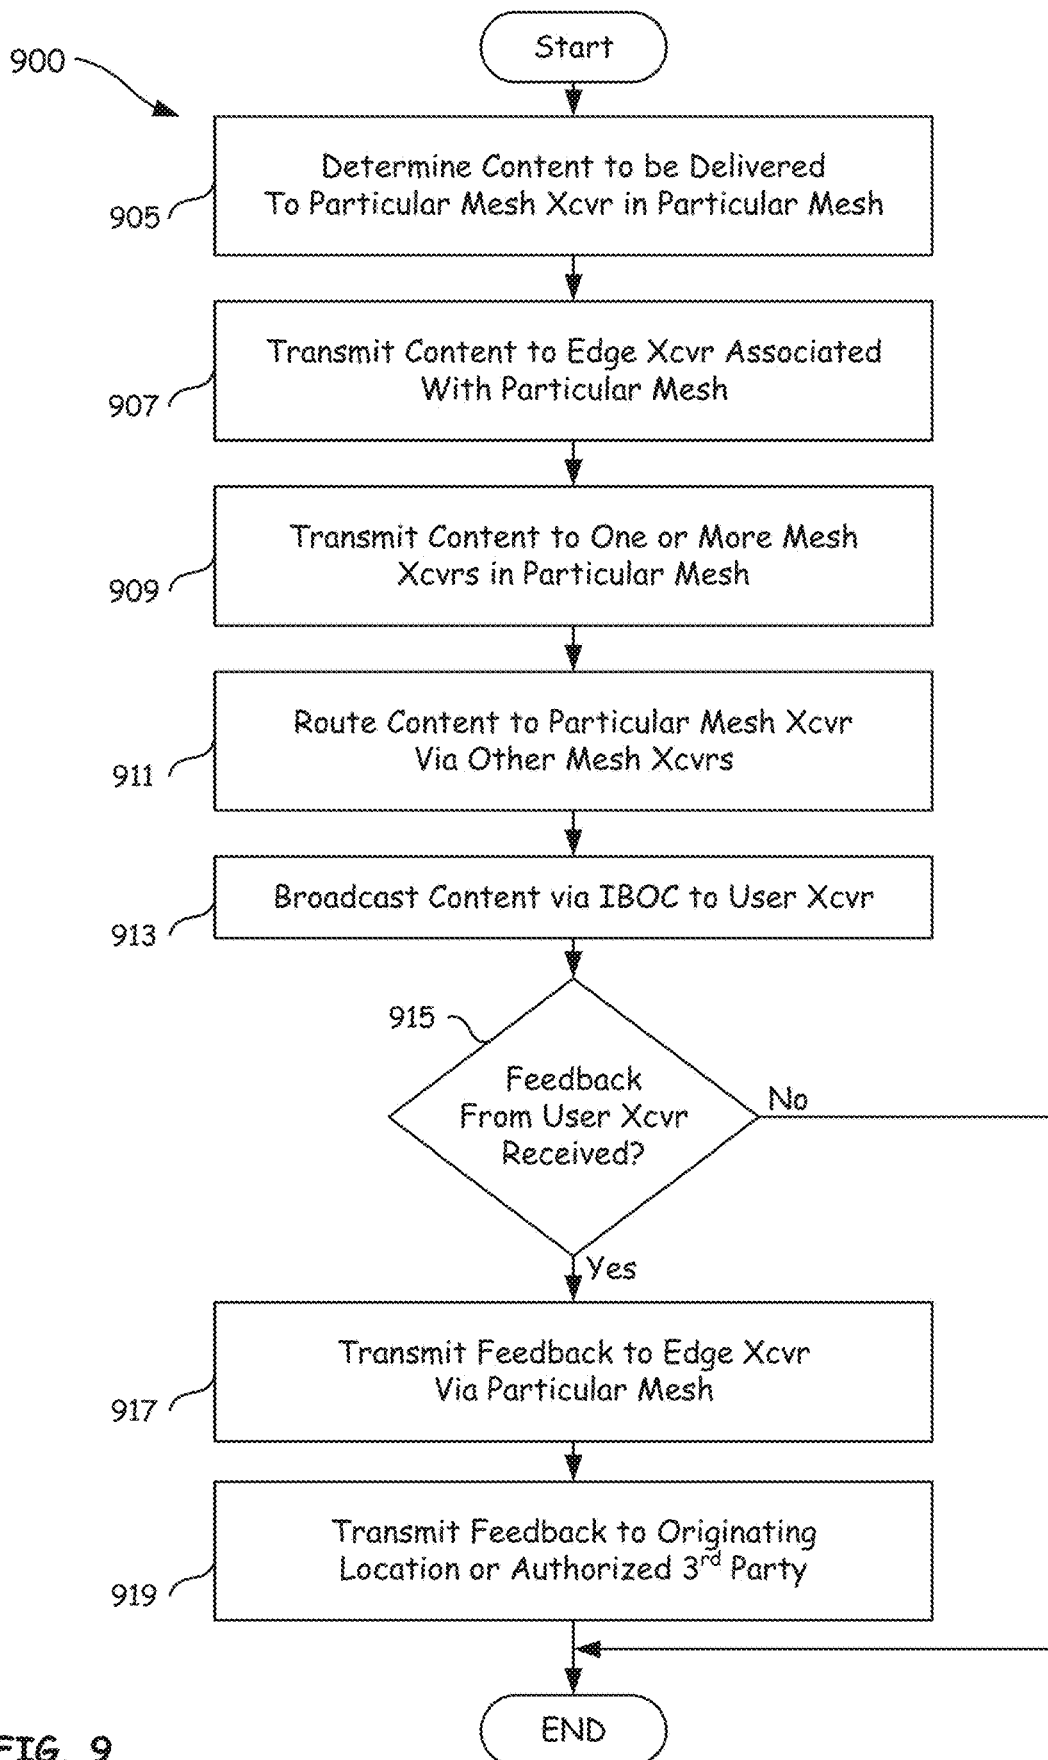 Start
900
Determine Content to be Delivered
To Particular Mesh Xcvr in Particular Mesh
905
Transmit Content to Edge Xcvr Associated
With Particular Mesh
907
Transmit Content to One or More Mesh
Xcvrs in Particular Mesh
909
Route Content to Particular Mesh Xcvr
Via Other Mesh Xcvrs
911
Broadcast Content via IBOC to User Xcvr
913
915
Feedback
From User Xcvr
Received?
No
Yes
Transmit Feedback to Edge Xcvr
Via Particular Mesh
917
Transmit Feedback to Originating
Location or Authorized 3rd Party
919
END
FIG. 9